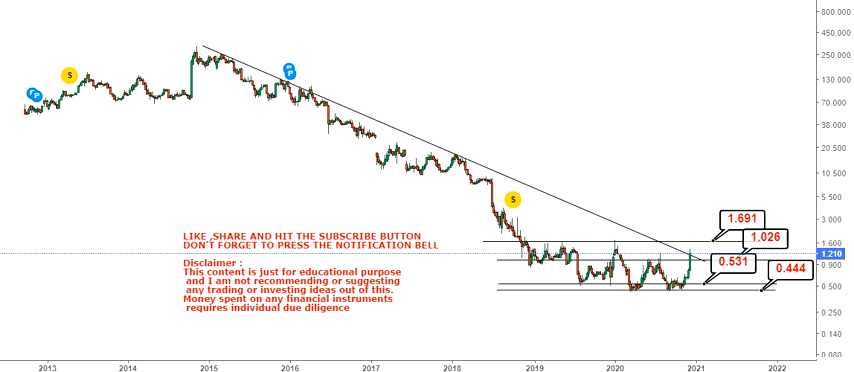 800.000
450.000
250.000
130.000
70.000
38.000
20.500
10.500
5.500
3.000
1.600
1.210
0.900
0.500
0.250
0.140
0.080
S
P
P
P
S
1.691
1.026
0.531
0.444
LIKE ,SHARE AND HIT THE SUBSCRIBE BUTTON
DON'T FORGET TO PRESS THE NOTIFICATION BELL
Disclaimer :
This content is just for educational purpose
and I am not recommending or suggesting
any trading or investing ideas out of this.
Money spent on any financial instruments
requires individual due diligence
2013
2014
2015
2016
2017
2018
2019
2020
2021
2022